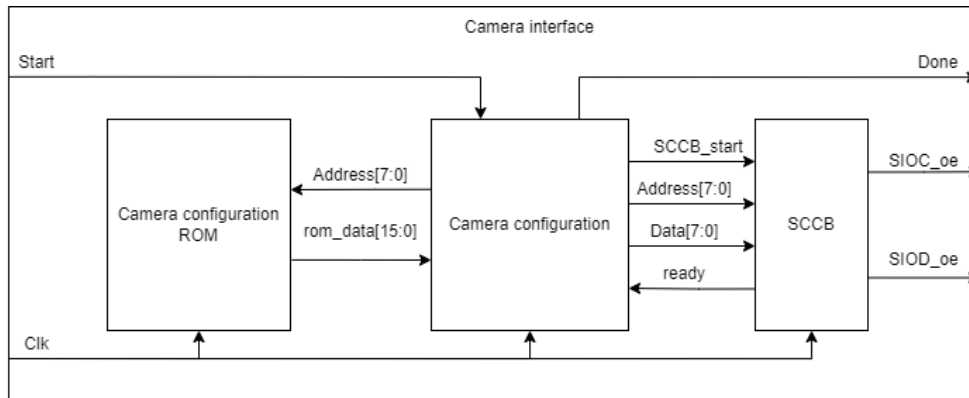 Camera interface
Start
Done
SCCB_start
SIOC_oe
Address[7:0]
Address[7:0]
Camera configuration
ROM
Camera configuration
SCCB
rom_data[15:0]
Data[7:0]
SIOD_oe
ready
Clk